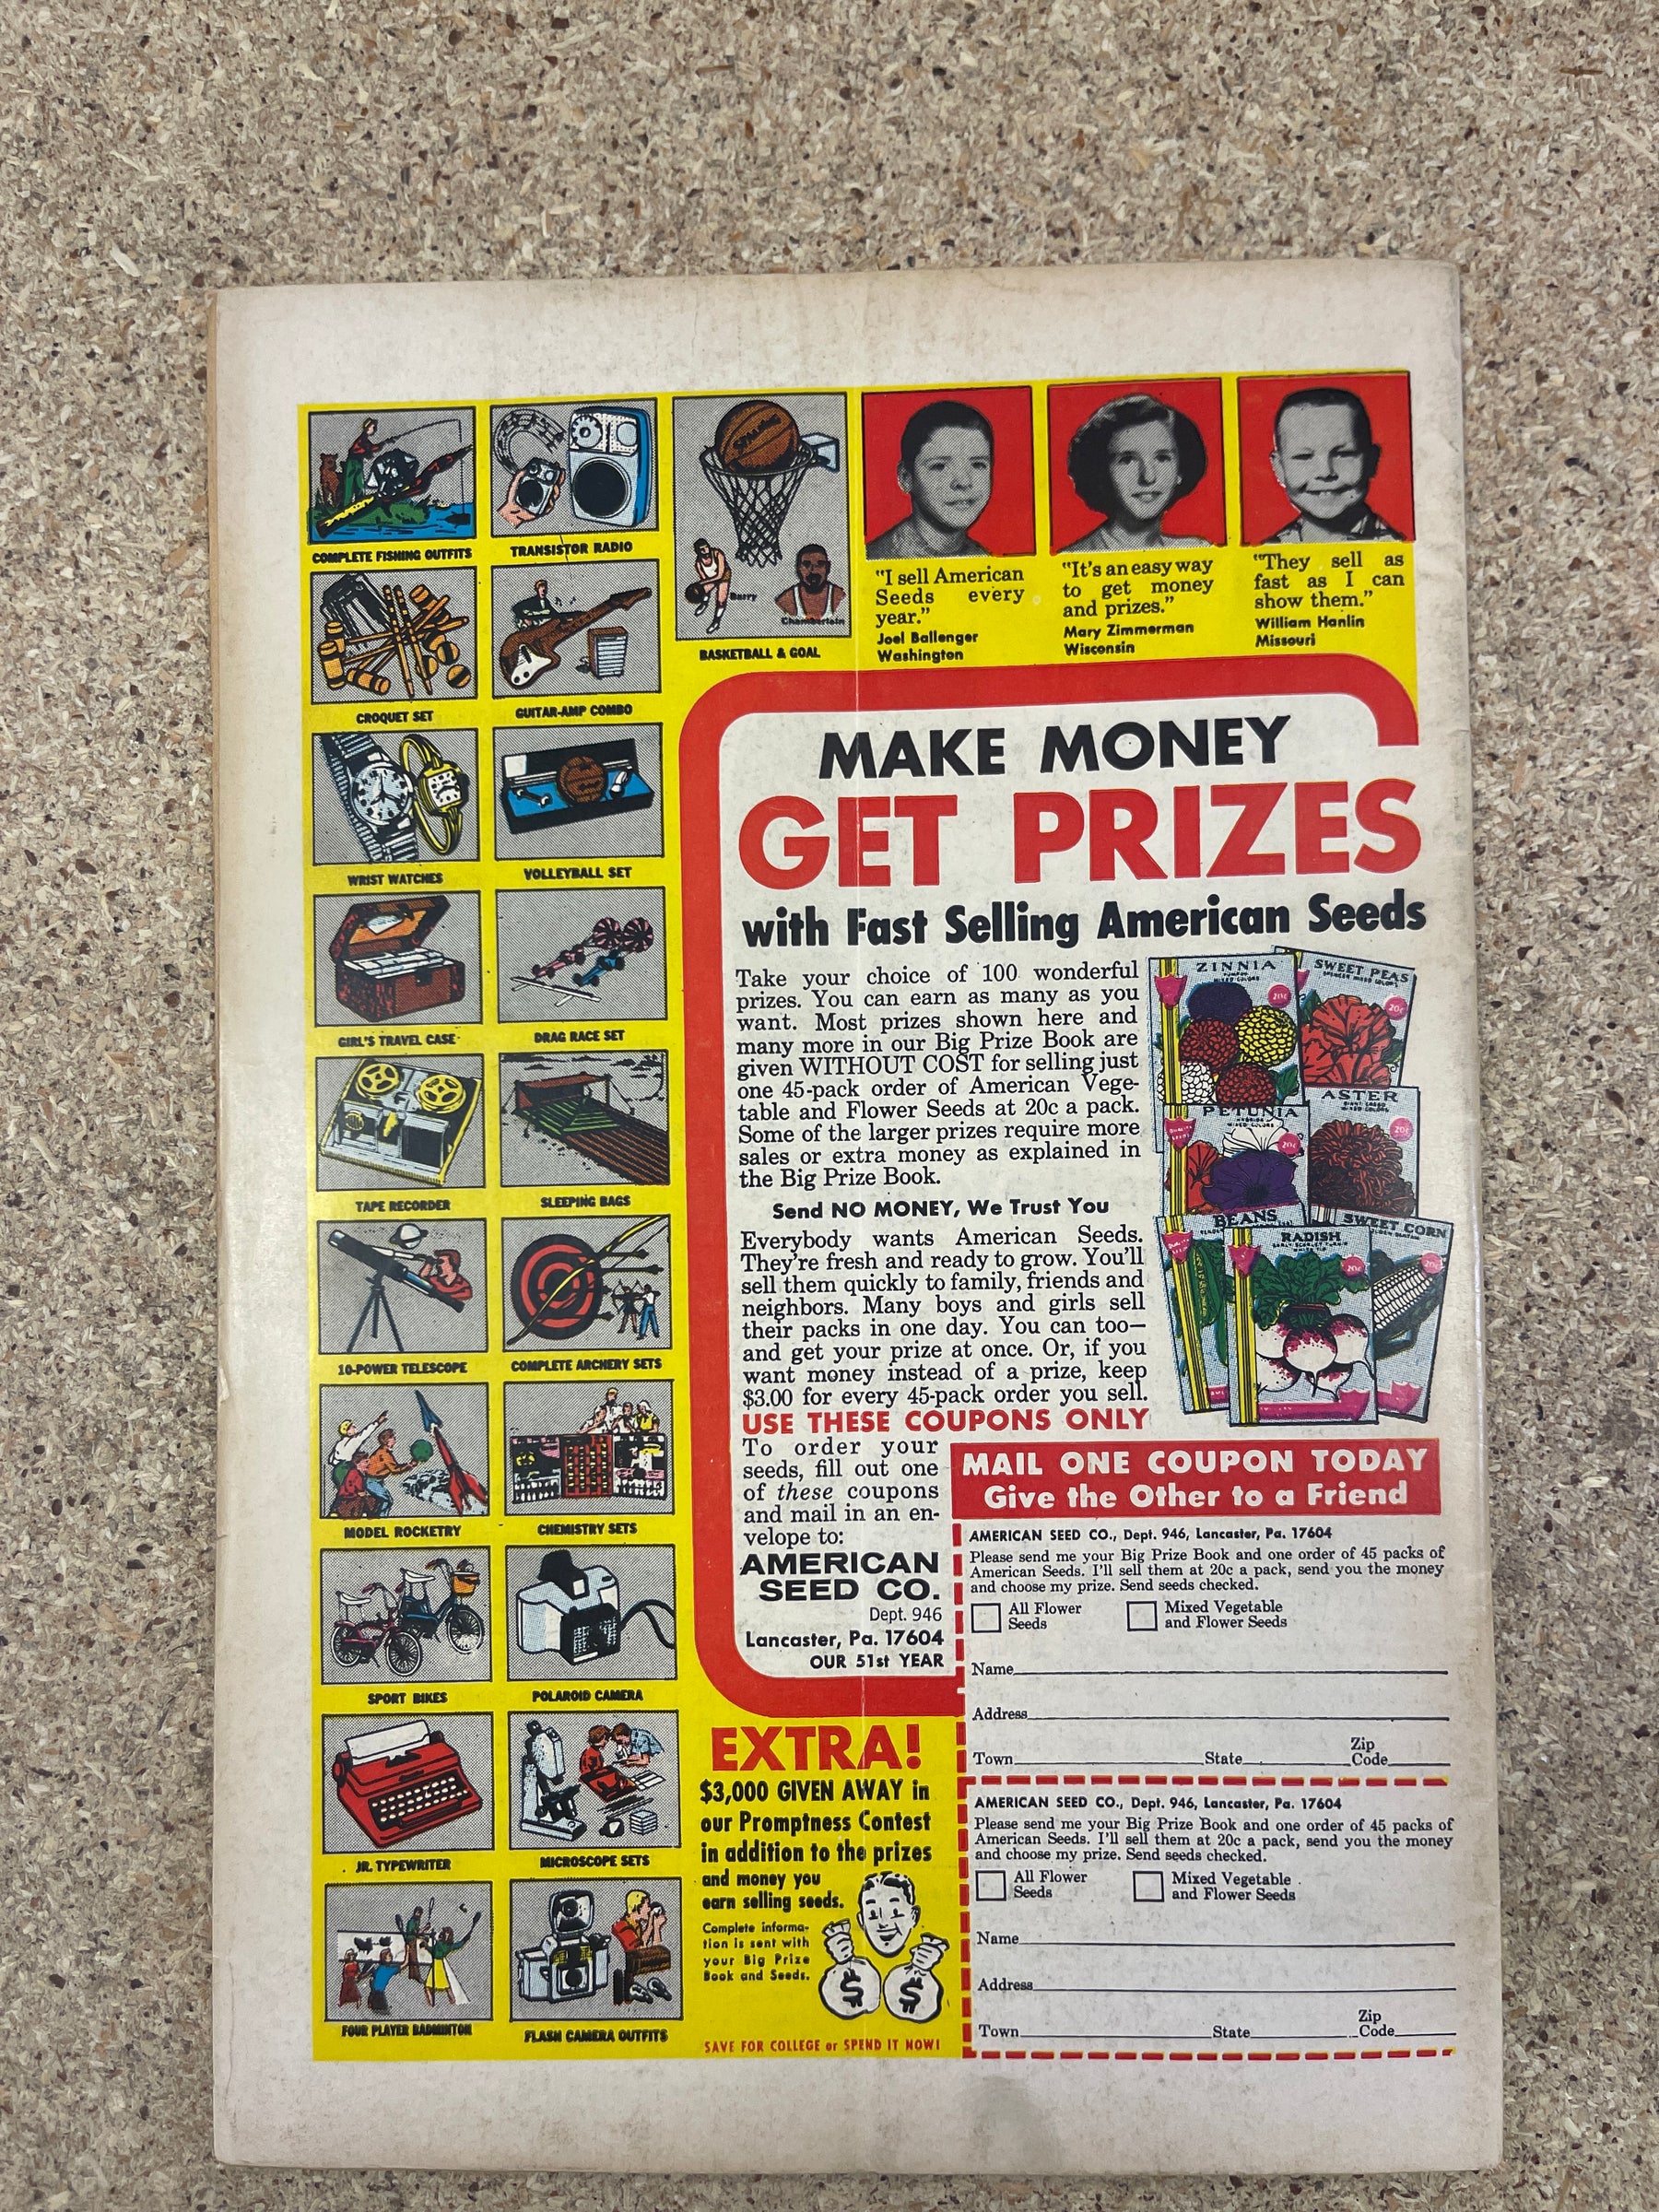 COMPLETE FISHING OUTFITS
TRANSISTOR RADIO
Spalding
Barry
Chamberlain
BASKETBALL & GOAL
CROQUET SET
GUITAR-AMP COMBO
WRIST WATCHES
VOLLEYBALL SET
GIRL'S TRAVEL CASE
DRAG RACE SET
TAPE RECORDER
SLEEPING BAGS
10-POWER TELESCOPE
COMPLETE ARCHERY SETS
MODEL ROCKETRY
CHEMISTRY SETS
SPORT BIKES
POLAROID CAMERA
JR. TYPEWRITER
MICROSCOPE SETS
FOUR PLAYER BADMINTON
FLASH CAMERA OUTFITS
"I sell American
Seeds every
year."
Joel Ballenger
Washington
"It's an easy way
to get money
and prizes."
Mary Zimmerman
Wisconsin
"They sell as
fast as I can
show them."
William Hanlin
Missouri
MAKE MONEY
GET PRIZES
with Fast Selling American Seeds
Take your choice of 100 wonderful
prizes. You can earn as many as you
want. Most prizes shown here and
many more in our Big Prize Book are
given WITHOUT COST for selling just
one 45-pack order of American Vege-
table and Flower Seeds at 20c a pack.
Some of the larger prizes require more
sales or extra money as explained in
the Big Prize Book.
Send NO MONEY, We Trust You
Everybody wants American Seeds.
They're fresh and ready to grow. You'll
sell them quickly to family, friends and
neighbors. Many boys and girls sell
their packs in one day. You can too—
and get your prize at once. Or, if you
want money instead of a prize, keep
$3.00 for every 45-pack order you sell.
USE THESE COUPONS ONLY
To order your
seeds, fill out one
of these coupons
and mail in an en-
velope to:
AMERICAN
SEED CO.
Dept. 946
Lancaster, Pa. 17604
OUR 51st YEAR
ZINNIA
MIXED COLORS
20¢
SWEET PEAS
SPENCER MIXED COLORS
20¢
PETUNIA
MIXED COLORS
20¢
ASTER
MIXED COLORS
20¢
BEANS
RADISH
20¢
SWEET CORN
20¢
MAIL ONE COUPON TODAY
Give the Other to a Friend
AMERICAN SEED CO., Dept. 946, Lancaster, Pa. 17604
Please send me your Big Prize Book and one order of 45 packs of
American Seeds. I'll sell them at 20c a pack, send you the money
and choose my prize. Send seeds checked.
All Flower
Seeds
Mixed Vegetable
and Flower Seeds
Name
Address
Town State Zip
Code
AMERICAN SEED CO., Dept. 946, Lancaster, Pa. 17604
Please send me your Big Prize Book and one order of 45 packs of
American Seeds. I'll sell them at 20c a pack, send you the money
and choose my prize. Send seeds checked.
All Flower
Seeds
Mixed Vegetable
and Flower Seeds
Name
Address
Town State Zip
Code
EXTRA!
$3,000 GIVEN AWAY in
our Promptness Contest
in addition to the prizes
and money you
earn selling seeds.
Complete informa-
tion is sent with
your Big Prize
Book and Seeds.
$ $
SAVE FOR COLLEGE or SPEND IT NOW!